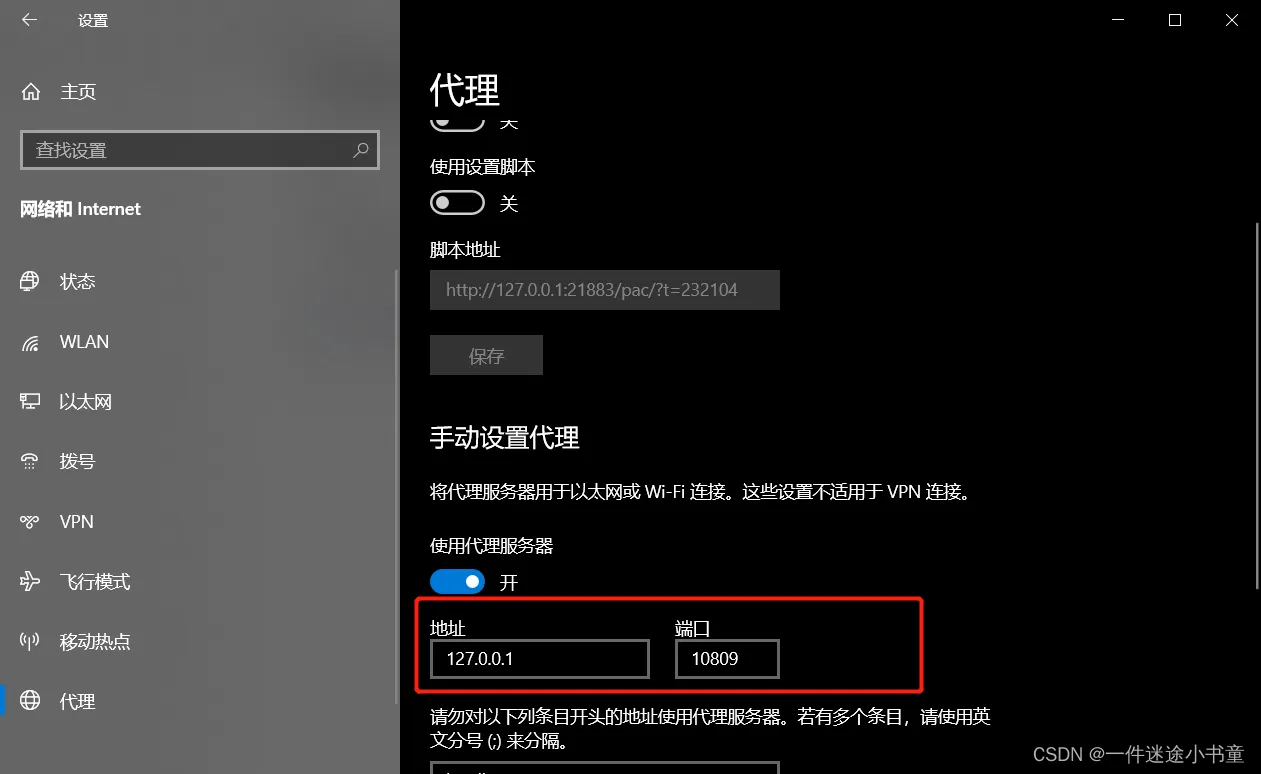 设置
主页
查找设置
网络和 Internet
状态
WLAN
以太网
拨号
VPN
飞行模式
移动热点
代理
代理
关
使用设置脚本
关
脚本地址
http://127.0.0.1:21883/pac/?t=232104
保存
手动设置代理
将代理服务器用于以太网或 Wi-Fi 连接。这些设置不适用于 VPN 连接。
使用代理服务器
开
地址
端口
127.0.0.1
10809
请勿对以下列条目开头的地址使用代理服务器。若有多个条目，请使用英
文分号 (;) 来分隔。
CSDN @一件迷途小书童